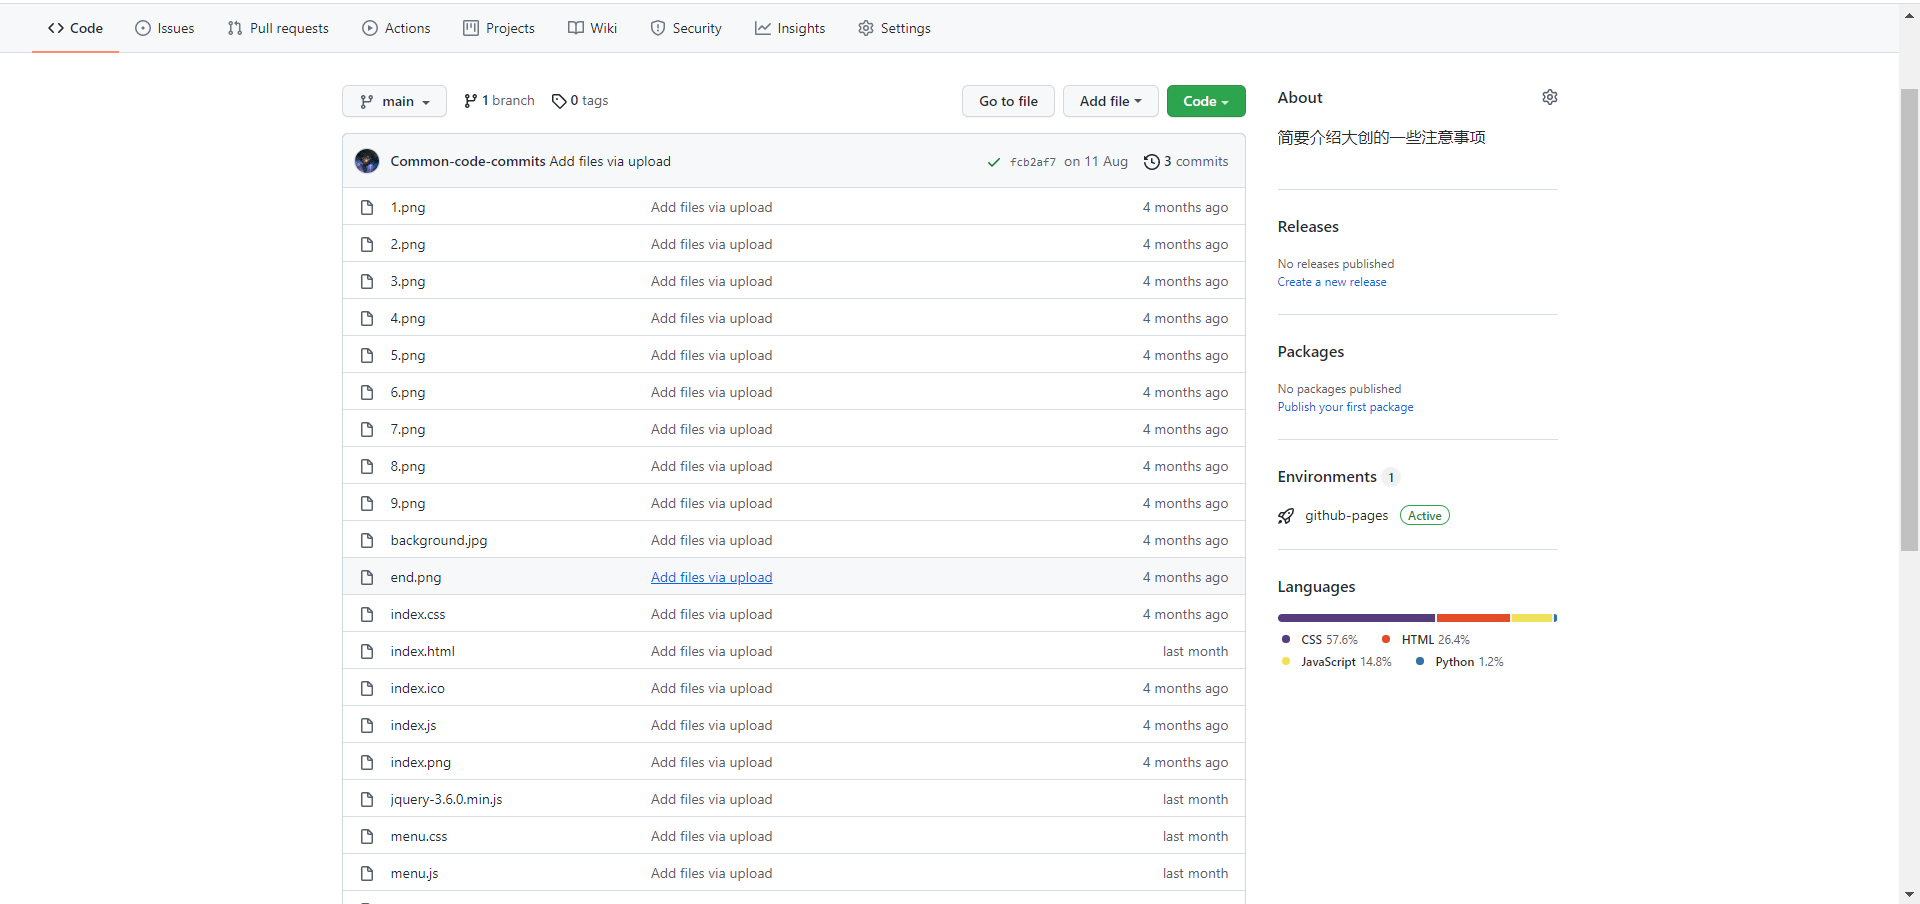 Code Issues Pull requests Actions Projects Wiki Security Insights Settings
main 1 branch 0 tags Go to file Add file Code
Common-code-commits Add files via upload fcb2af7 on 11 Aug 3 commits
1.png Add files via upload 4 months ago
2.png Add files via upload 4 months ago
3.png Add files via upload 4 months ago
4.png Add files via upload 4 months ago
5.png Add files via upload 4 months ago
6.png Add files via upload 4 months ago
7.png Add files via upload 4 months ago
8.png Add files via upload 4 months ago
9.png Add files via upload 4 months ago
background.jpg Add files via upload 4 months ago
end.png Add files via upload 4 months ago
index.css Add files via upload 4 months ago
index.html Add files via upload last month
index.ico Add files via upload 4 months ago
index.js Add files via upload 4 months ago
index.png Add files via upload 4 months ago
jquery-3.6.0.min.js Add files via upload last month
menu.css Add files via upload last month
menu.js Add files via upload last month
About
简要介绍大创的一些注意事项
Releases
No releases published
Create a new release
Packages
No packages published
Publish your first package
Environments 1
github-pages Active
Languages
CSS 57.6% HTML 26.4%
JavaScript 14.8% Python 1.2%